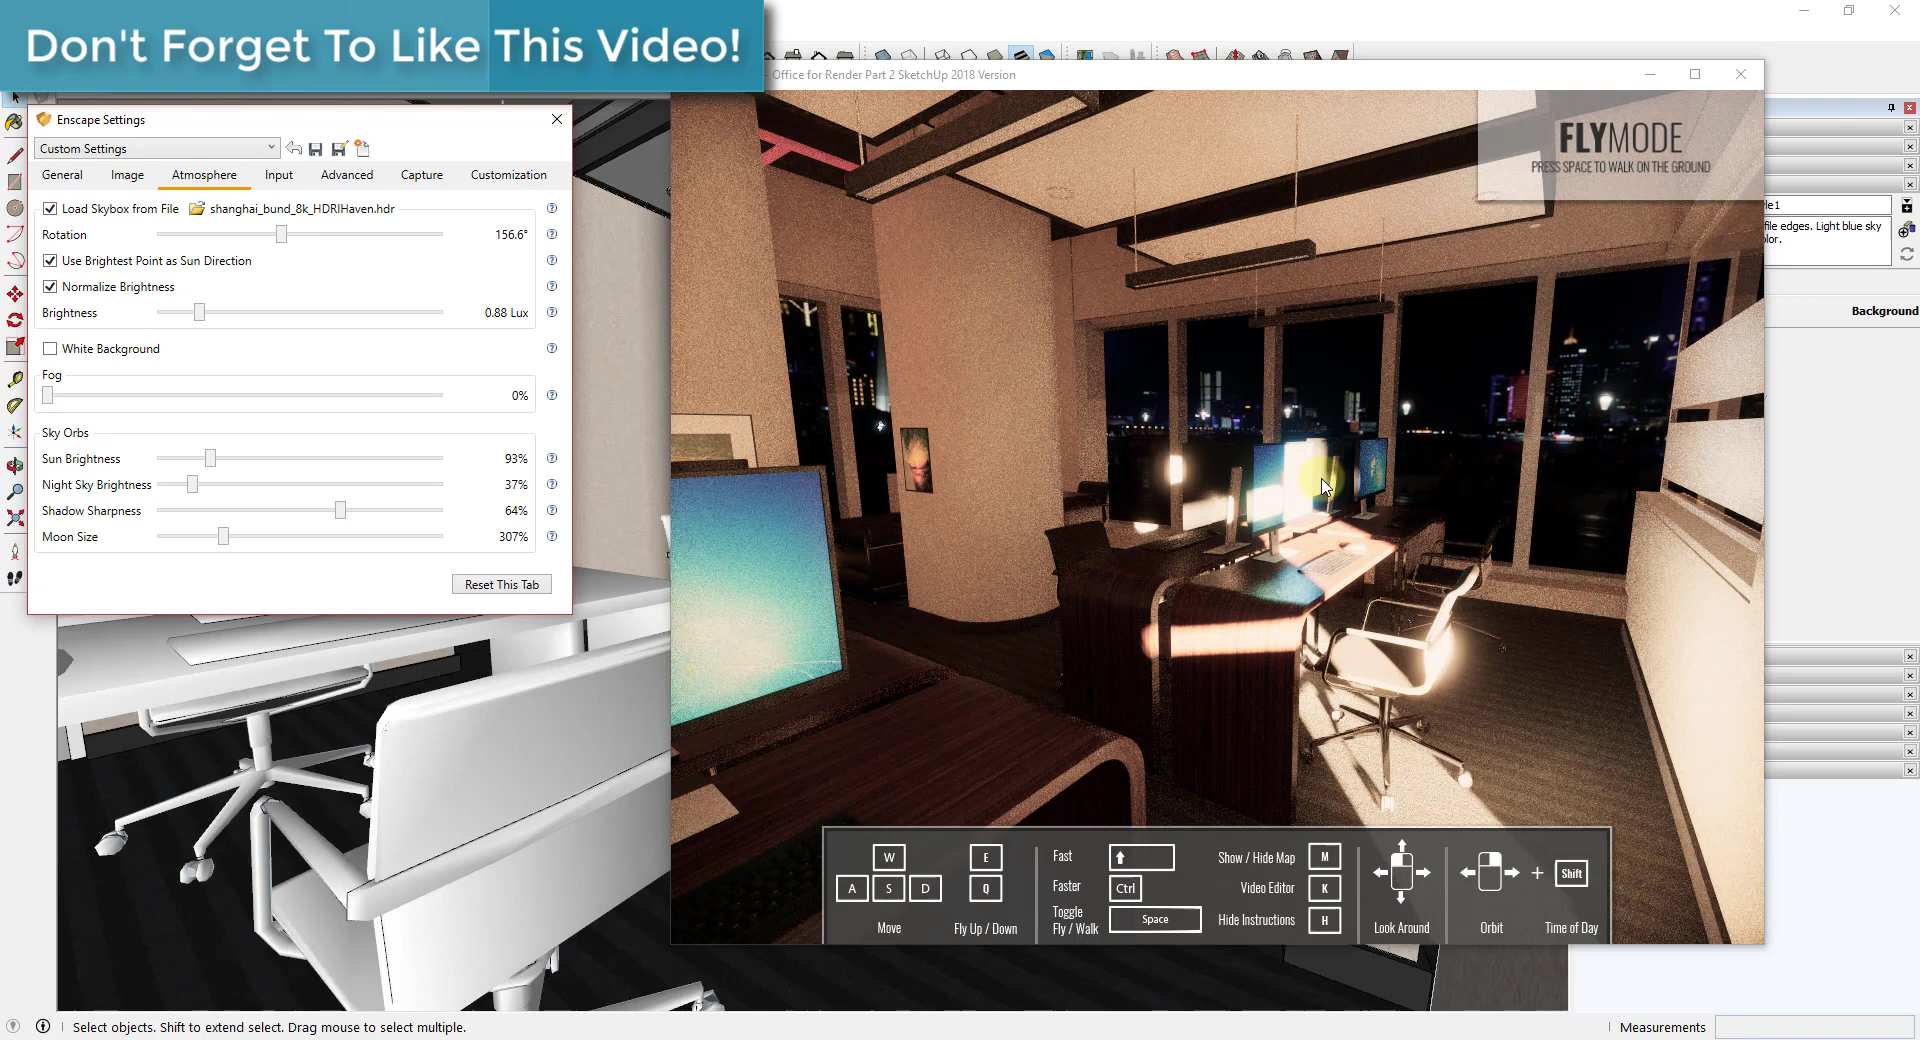 Don't Forget To Like This Video!
Office for Render Part 2 SketchUp 2018 Version
Enscape Settings
Custom Settings
General Image Atmosphere Input Advanced Capture Customization
Load Skybox from File shanghai_bund_8k_HDRIHaven.hdr
Rotation 156.6°
Use Brightest Point as Sun Direction
Normalize Brightness
Brightness 0.88 Lux
White Background
Fog
0%
Sky Orbs
Sun Brightness 93%
Night Sky Brightness 37%
Shadow Sharpness 64%
Moon Size 307%
Reset This Tab
FLYMODE
PRESS SPACE TO WALK ON THE GROUND
file edges. Light blue sky
Background
W
A S D
Move
E
Q
Fly Up / Down
Fast
Faster Ctrl
Toggle
Fly / Walk Space
Show / Hide Map M
Video Editor K
Hide Instructions H
Look Around
Orbit
+ Shift
Time of Day
Select objects. Shift to extend select. Drag mouse to select multiple.
Measurements